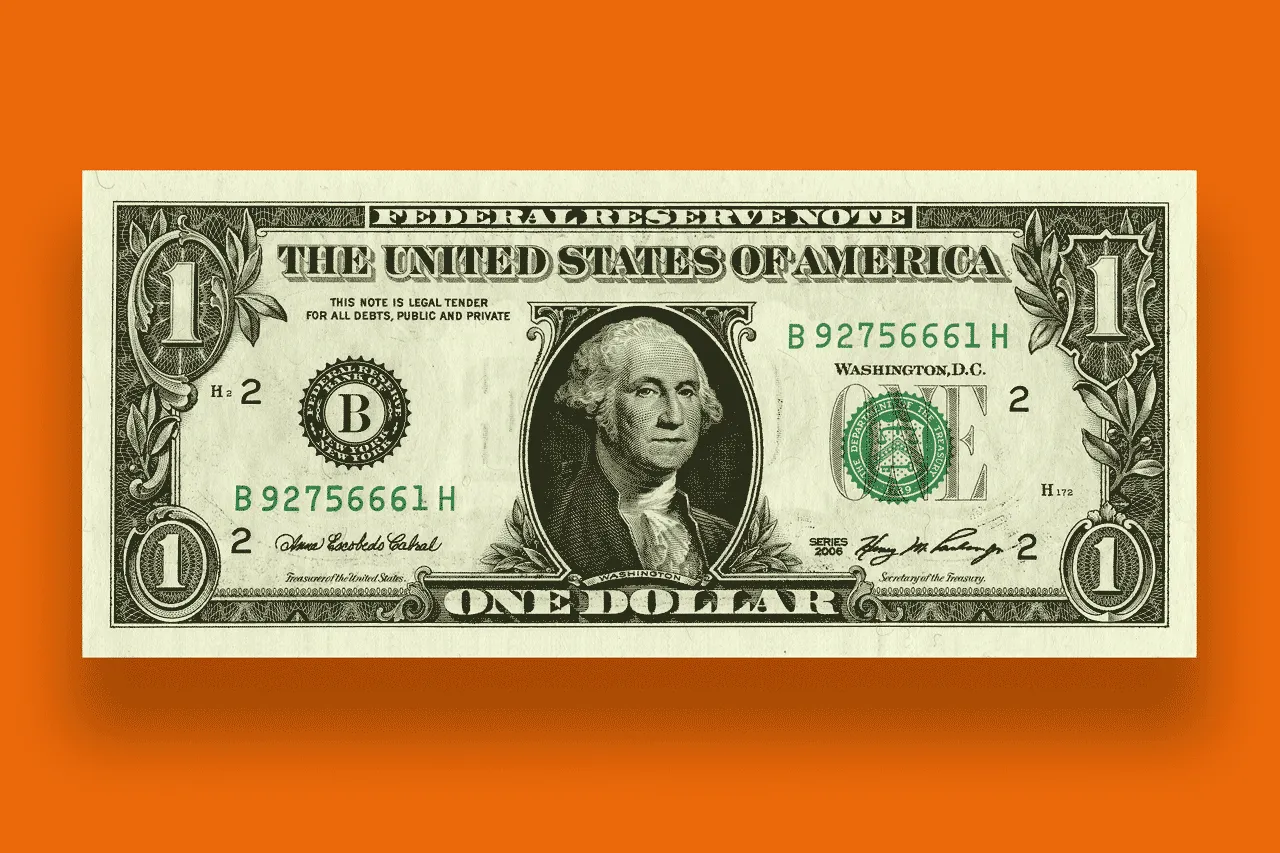 FEDERAL RESERVE NOTE
THE UNITED STATES OF AMERICA
1
1
THIS NOTE IS LEGAL TENDER
FOR ALL DEBTS, PUBLIC AND PRIVATE
B 92756661 H
WASHINGTON, D.C.
H 2
2
FEDERAL RESERVE
BANK OF
B
NEW YORK
ONE
THE DEPARTMENT OF THE TREASURY
1789
2
B 92756661 H
H 172
2
Anna Escobedo Cabral
Treasurer of the United States.
SERIES
2006
Henry M. Paulson Jr
2
Secretary of the Treasury.
WASHINGTON
1
ONE DOLLAR
1